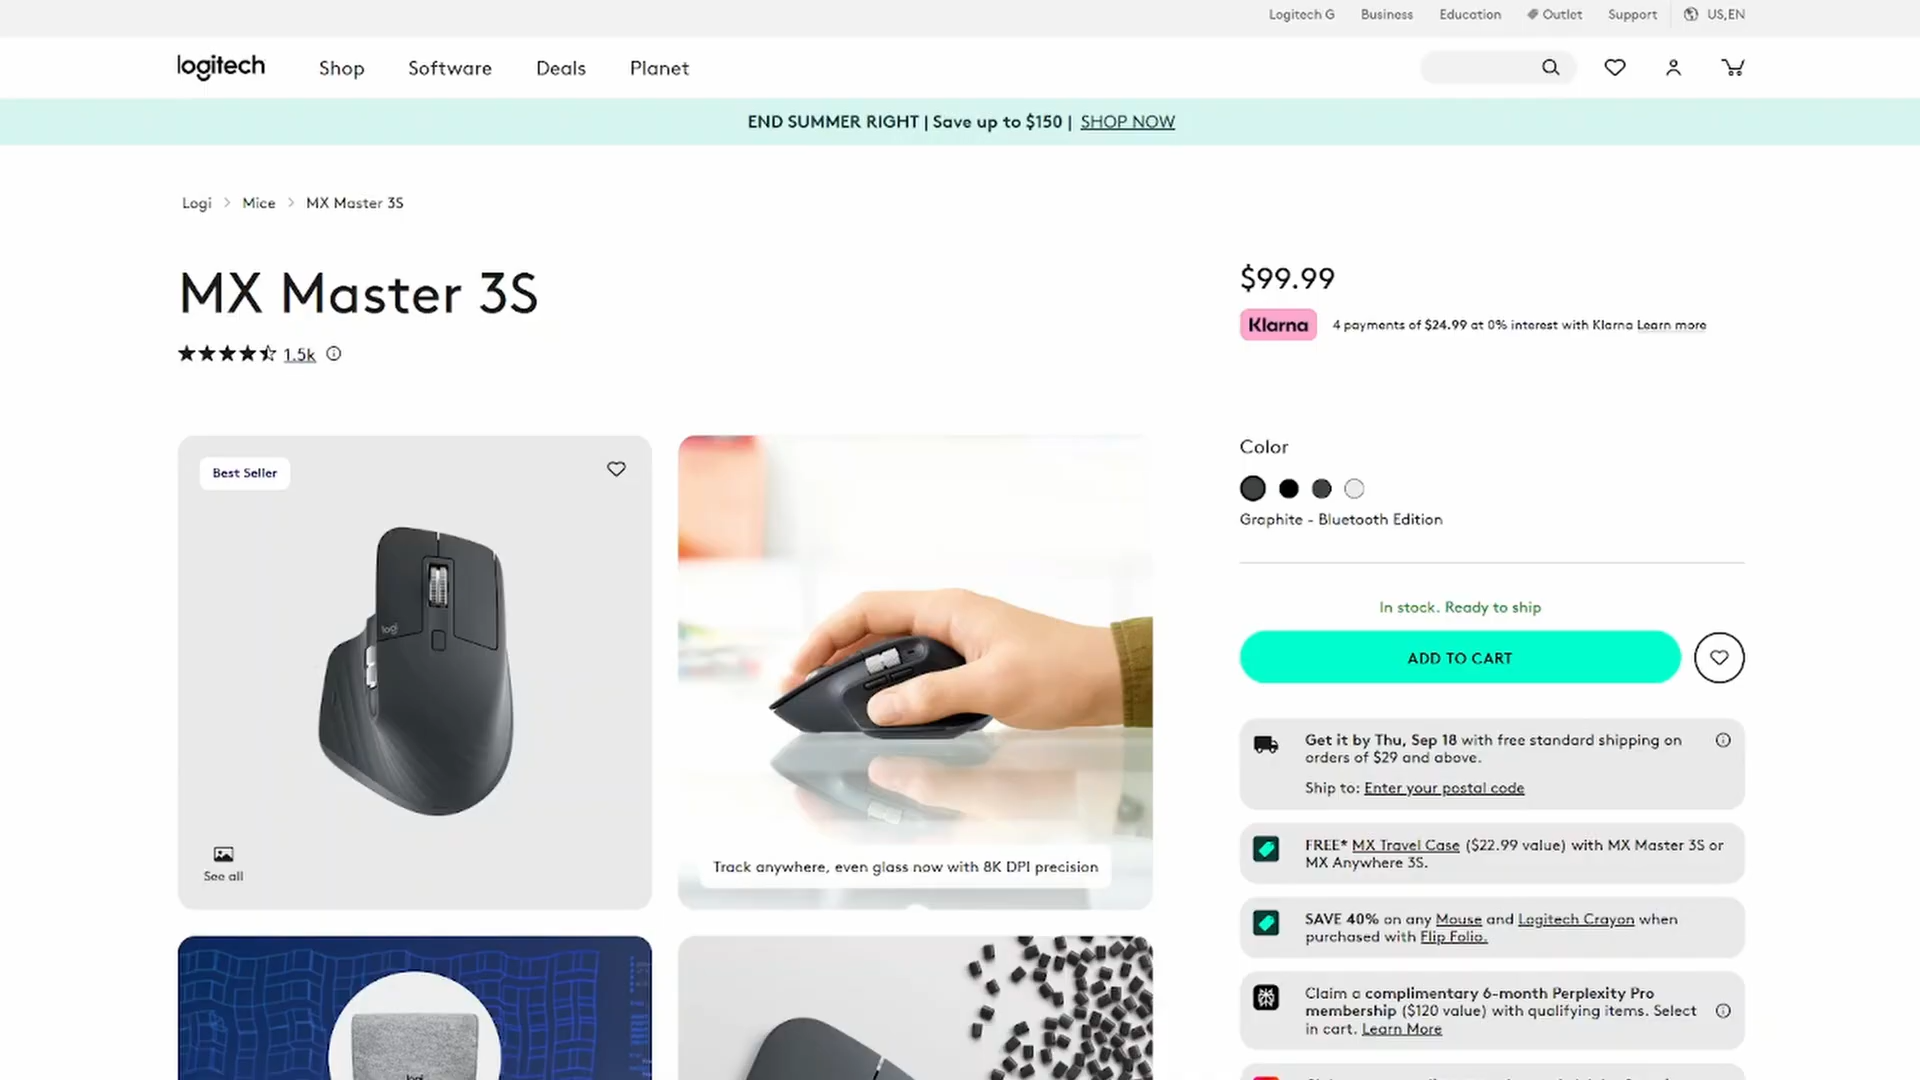 Logitech G
Business
Education
Outlet
Support
US,EN
logitech
Shop
Software
Deals
Planet
END SUMMER RIGHT | Save up to $150 | SHOP NOW
Logi > Mice > MX Master 3S
MX Master 3S
1.5k
$99.99
Klarna
4 payments of $24.99 at 0% interest with Klarna Learn more
Best Seller
logi
See all
Track anywhere, even glass now with 8K DPI precision
Color
Graphite - Bluetooth Edition
In stock. Ready to ship
ADD TO CART
Get it by Thu, Sep 18 with free standard shipping on
orders of $29 and above.
Ship to: Enter your postal code
FREE* MX Travel Case ($22.99 value) with MX Master 3S or
MX Anywhere 3S.
SAVE 40% on any Mouse and Logitech Crayon when
purchased with Flip Folio.
Claim a complimentary 6-month Perplexity Pro
membership ($120 value) with qualifying items. Select
in cart. Learn More